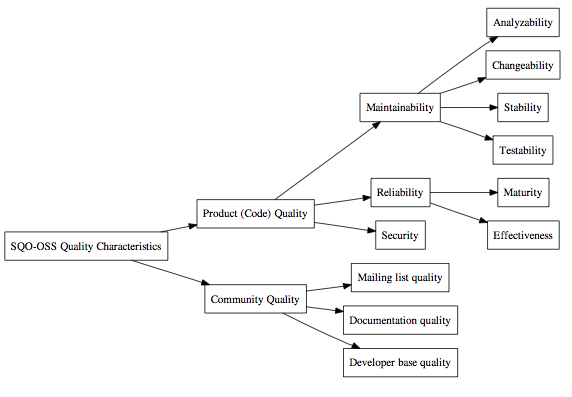 SQO-OSS Quality Characteristics
Product (Code) Quality
Maintainability
Analyzability
Changeability
Stability
Testability
Reliability
Maturity
Effectiveness
Security
Community Quality
Mailing list quality
Documentation quality
Developer base quality